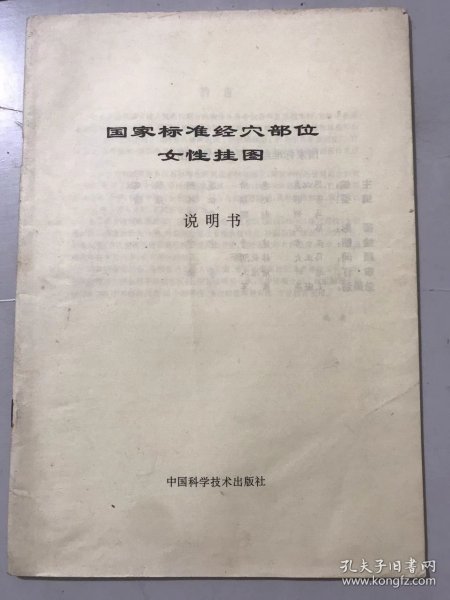 国家标准经穴部位
女性挂图
说明书
中国科学技术出版社
孔夫子旧书网
www.kongfz.com